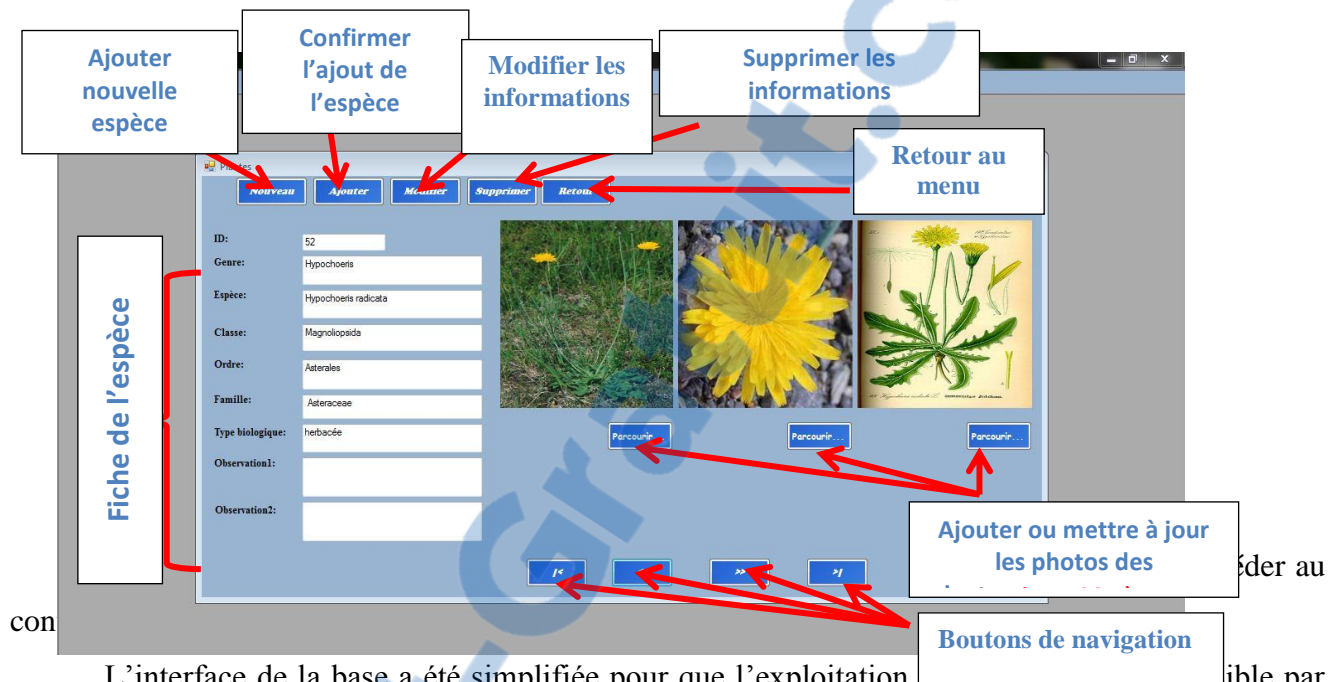 Ajouter
nouvelle
espèce
Confirmer
l'ajout de
l'espèce
Modifier les
informations
Supprimer les
informations
Retour au
menu
Nouveau
Ajouter
Modifier
Supprimer
Retour
Fiche de l'espèce
ID:
52
Genre:
Hypochoeris
Espèce:
Hypochoeris radicata
Classe:
Magnoliopsida
Ordre:
Asterales
Famille:
Asteraceae
Type biologique:
herbacée
Observation1:
Observation2:
Parcourir...
Parcourir...
Parcourir...
|<
>>
>|
Ajouter ou mettre à jour
les photos des
Boutons de navigation
éder au
con
L'interface de la base a été simplifiée pour que l'exploitation
ible par